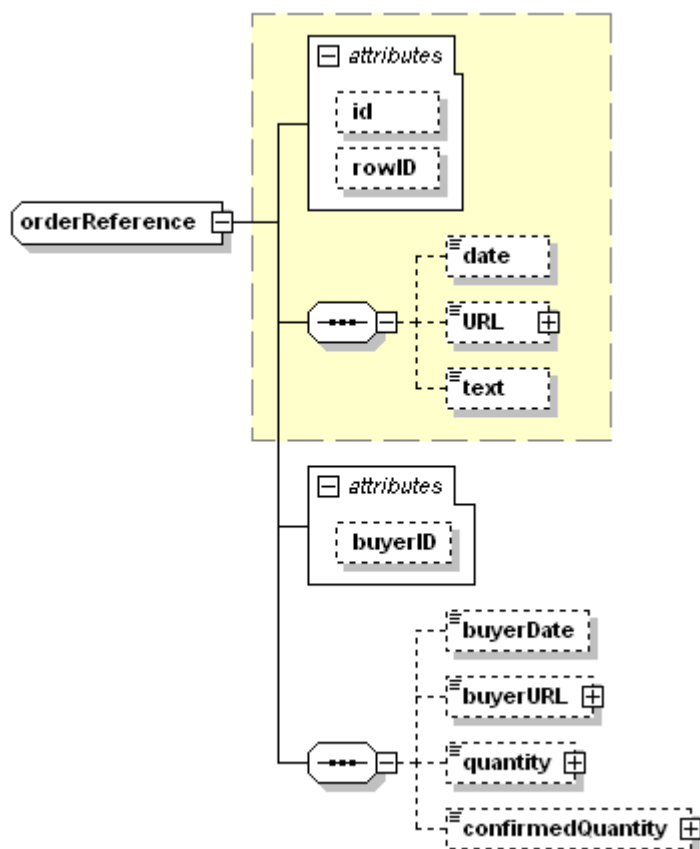 attributes
id
rowID
orderReference
date
URL
text
attributes
buyerID
buyerDate
buyerURL
quantity
confirmedQuantity